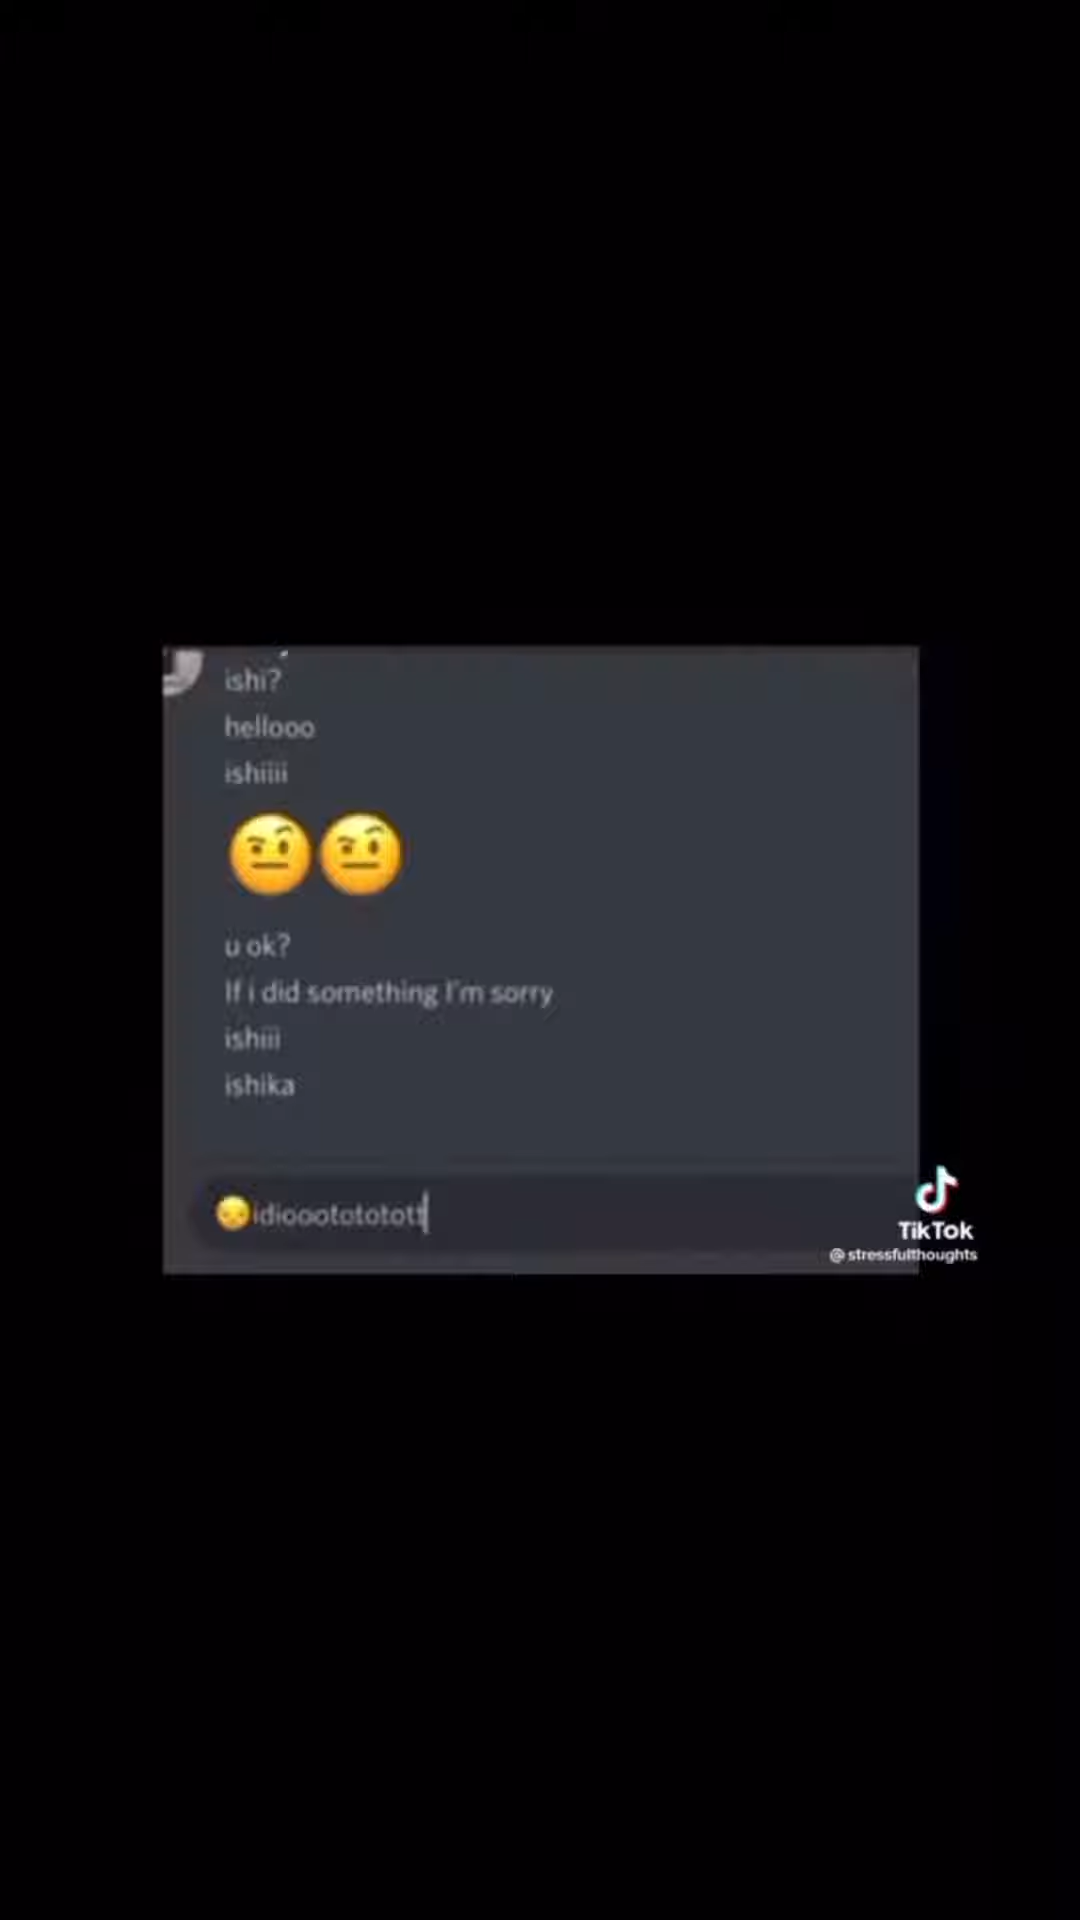 ishi?
hellooo
ishiiii
🤨🤨
u ok?
If i did something I'm sorry
ishiii
ishika
😔idioootototott
TikTok
@stressfulthoughts